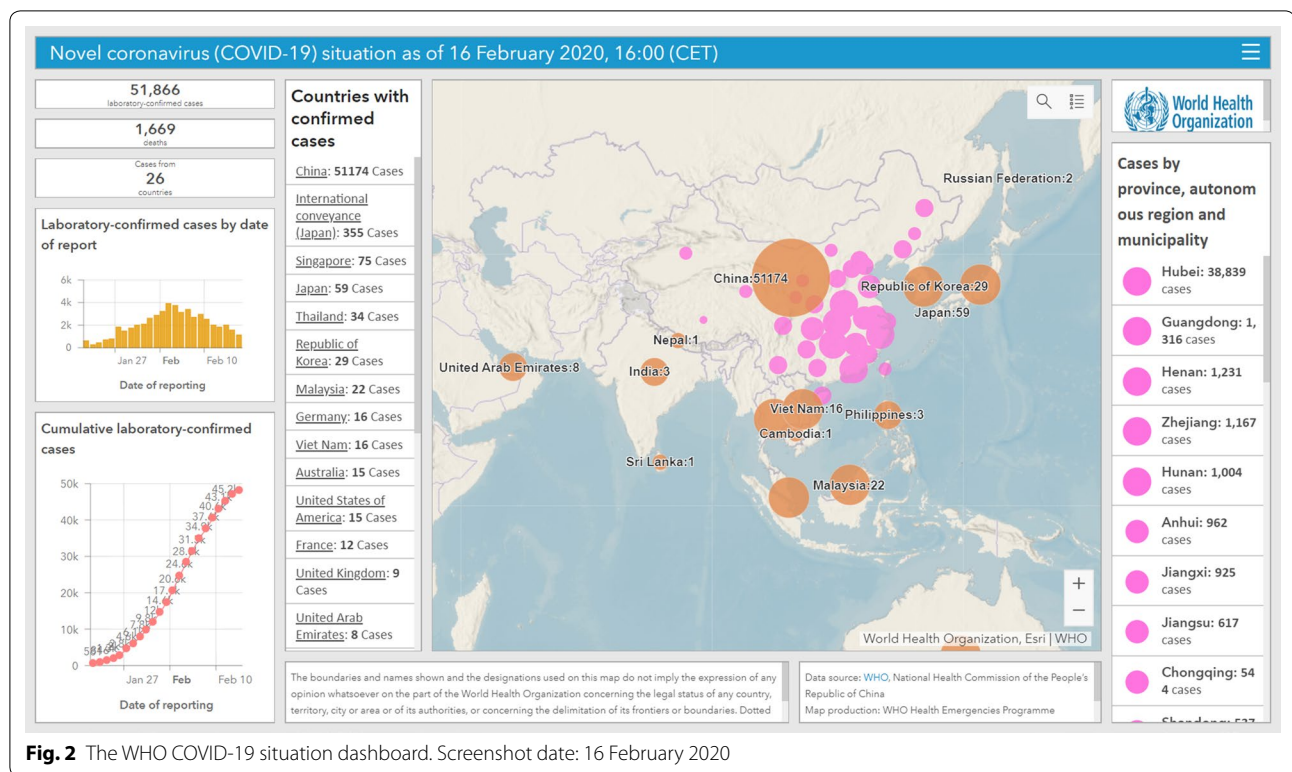 Novel coronavirus (COVID-19) situation as of 16 February 2020, 16:00 (CET)
51,866
laboratory-confirmed cases
1,669
deaths
Cases from
26
countries
Laboratory-confirmed cases by date
of report
6k
4k
2k
0
Jan 27
Feb
Feb 10
Date of reporting
Cumulative laboratory-confirmed
cases
50k
40k
30k
20k
10k
0
45.2k
Jan 27
Feb
Feb 10
Date of reporting
Countries with
confirmed
cases
China: 51174 Cases
International
conveyance
(Japan): 355 Cases
Singapore: 75 Cases
Japan: 59 Cases
Thailand: 34 Cases
Republic of
Korea: 29 Cases
Malaysia: 22 Cases
Germany: 16 Cases
Viet Nam: 16 Cases
Australia: 15 Cases
United States of
America: 15 Cases
France: 12 Cases
United Kingdom: 9
Cases
United Arab
Emirates: 8 Cases
Russian Federation:2
China:51174
Republic of Korea:29
Japan:59
Nepal:1
United Arab Emirates:8
India:3
Viet Nam:16
Philippines:3
Cambodia:1
Sri Lanka:1
Malaysia:22
+
−
World Health Organization, Esri | WHO
The boundaries and names shown and the designations used on this map do not imply the expression of any
opinion whatsoever on the part of the World Health Organization concerning the legal status of any country,
territory, city or area or of its authorities, or concerning the delimitation of its frontiers or boundaries. Dotted
Data source: WHO, National Health Commission of the People's
Republic of China
Map production: WHO Health Emergencies Programme
World Health
Organization
Cases by
province, autonom
ous region and
municipality
Hubei: 38,839
cases
Guangdong: 1,
316 cases
Henan: 1,231
cases
Zhejiang: 1,167
cases
Hunan: 1,004
cases
Anhui: 962
cases
Jiangxi: 925
cases
Jiangsu: 617
cases
Chongqing: 54
4 cases
Shandong: 537
Fig. 2 The WHO COVID-19 situation dashboard. Screenshot date: 16 February 2020